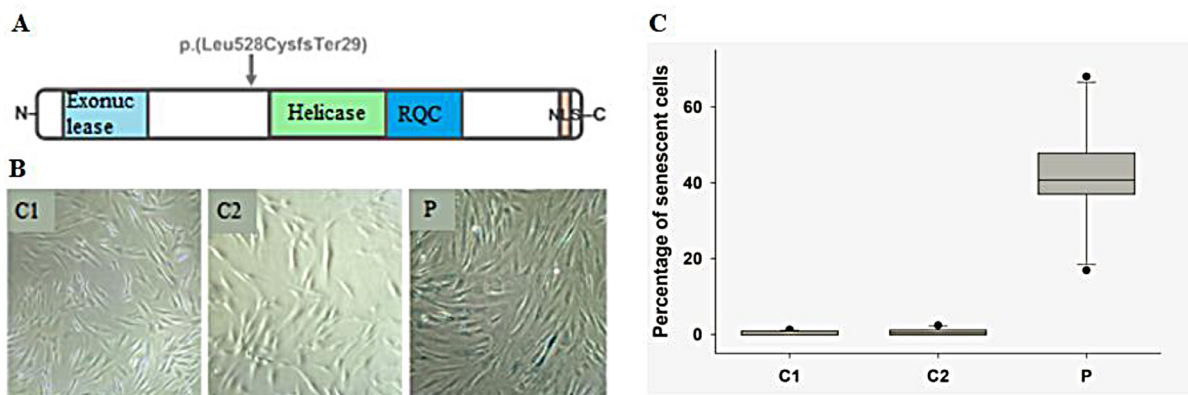 A
p.(Leu528CysfsTer29)
N-
Exonuc
lease
Helicase
RQC
NLS-C
B
C1
C2
P
C
Percentage of senescent cells
60
40
20
0
C1
C2
P